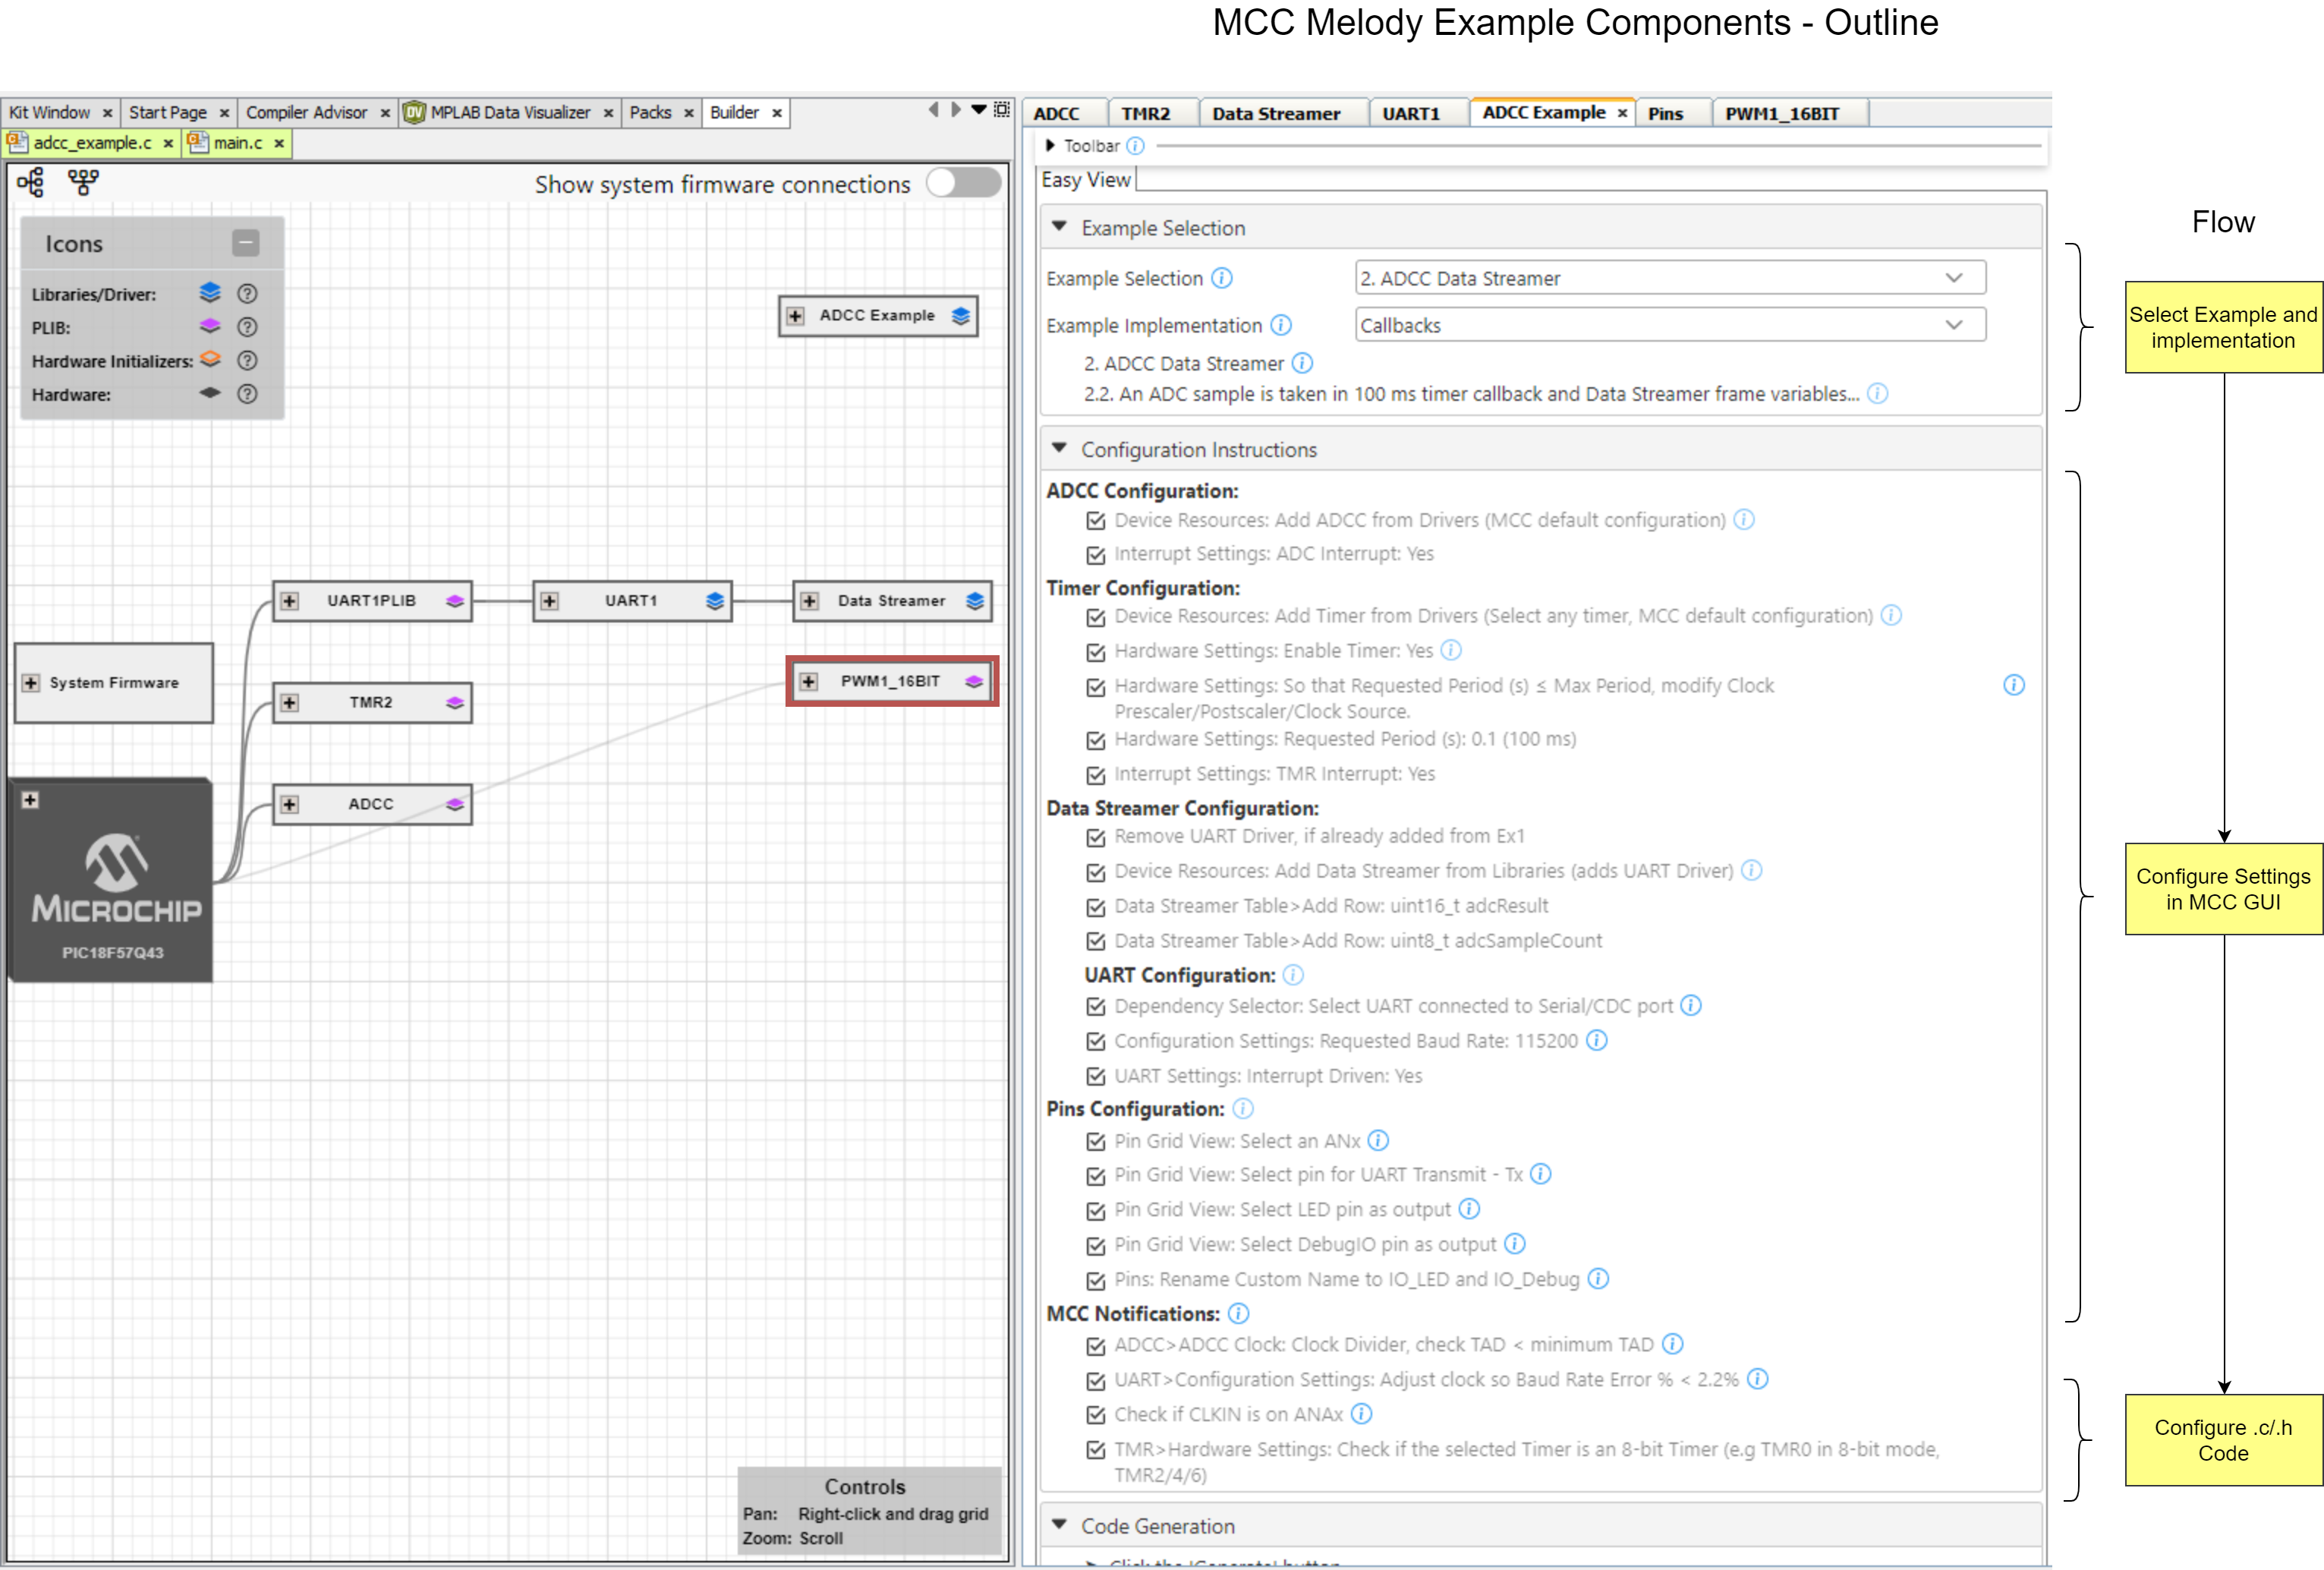 MCC Melody Example Components - Outline
Kit Window × Start Page × Compiler Advisor × MPLAB Data Visualizer × Packs × Builder ×
adcc_example.c × main.c ×
Show system firmware connections
Icons
Libraries/Driver:
PLIB:
Hardware Initializers:
Hardware:
ADCC Example
UART1PLIB
UART1
Data Streamer
System Firmware
TMR2
PWM1_16BIT
ADCC
MICROCHIP
PIC18F57Q43
Controls
Pan: Right-click and drag grid
Zoom: Scroll
ADCC TMR2 Data Streamer UART1 ADCC Example × Pins PWM1_16BIT
Toolbar
Easy View
Example Selection
Example Selection 2. ADCC Data Streamer
Example Implementation Callbacks
2. ADCC Data Streamer
2.2. An ADC sample is taken in 100 ms timer callback and Data Streamer frame variables...
Configuration Instructions
ADCC Configuration:
Device Resources: Add ADCC from Drivers (MCC default configuration)
Interrupt Settings: ADC Interrupt: Yes
Timer Configuration:
Device Resources: Add Timer from Drivers (Select any timer, MCC default configuration)
Hardware Settings: Enable Timer: Yes
Hardware Settings: So that Requested Period (s) ≤ Max Period, modify Clock
Prescaler/Postscaler/Clock Source.
Hardware Settings: Requested Period (s): 0.1 (100 ms)
Interrupt Settings: TMR Interrupt: Yes
Data Streamer Configuration:
Remove UART Driver, if already added from Ex1
Device Resources: Add Data Streamer from Libraries (adds UART Driver)
Data Streamer Table>Add Row: uint16_t adcResult
Data Streamer Table>Add Row: uint8_t adcSampleCount
UART Configuration:
Dependency Selector: Select UART connected to Serial/CDC port
Configuration Settings: Requested Baud Rate: 115200
UART Settings: Interrupt Driven: Yes
Pins Configuration:
Pin Grid View: Select an ANx
Pin Grid View: Select pin for UART Transmit - Tx
Pin Grid View: Select LED pin as output
Pin Grid View: Select DebugIO pin as output
Pins: Rename Custom Name to IO_LED and IO_Debug
MCC Notifications:
ADCC>ADCC Clock: Clock Divider, check TAD < minimum TAD
UART>Configuration Settings: Adjust clock so Baud Rate Error % < 2.2%
Check if CLKIN is on ANAx
TMR>Hardware Settings: Check if the selected Timer is an 8-bit Timer (e.g TMR0 in 8-bit mode,
TMR2/4/6)
Code Generation
Click the 'Generate' button
Flow
Select Example and
implementation
Configure Settings
in MCC GUI
Configure .c/.h
Code